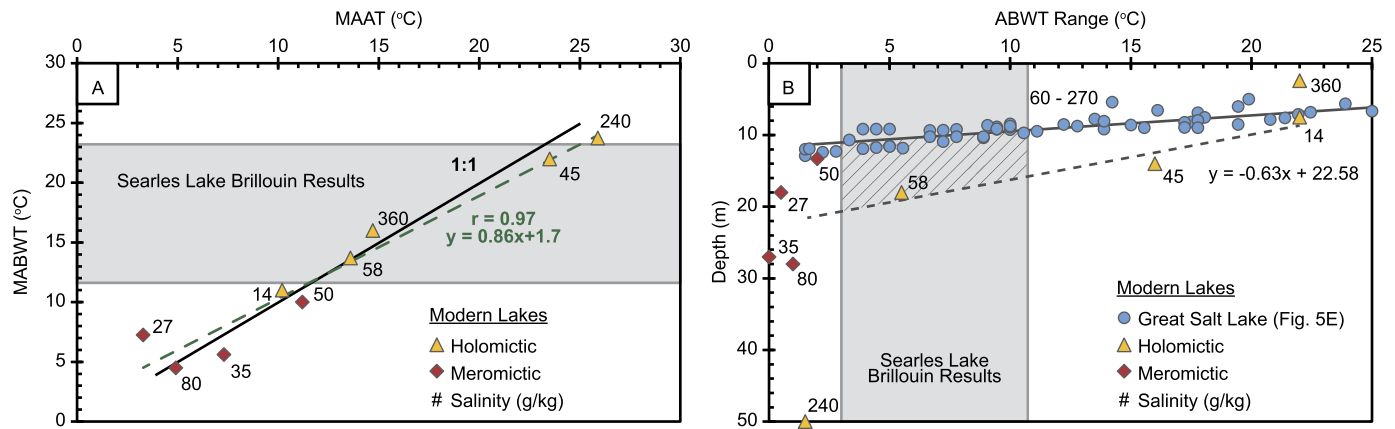 MAAT (°C)
0 5 10 15 20 25 30
30
25
20
15
10
5
0
MABWT (°C)
A
240
1:1
45
Searles Lake Brillouin Results
r = 0.97
y = 0.86x+1.7
360
58
14
50
27
35
80
Modern Lakes
Holomictic
Meromictic
# Salinity (g/kg)
ABWT Range (°C)
0 5 10 15 20 25
0
10
20
30
40
50
Depth (m)
B
360
60 - 270
14
50
58
45
y = -0.63x + 22.58
27
35
80
Modern Lakes
Great Salt Lake (Fig. 5E)
Holomictic
Meromictic
# Salinity (g/kg)
Searles Lake
Brillouin Results
240